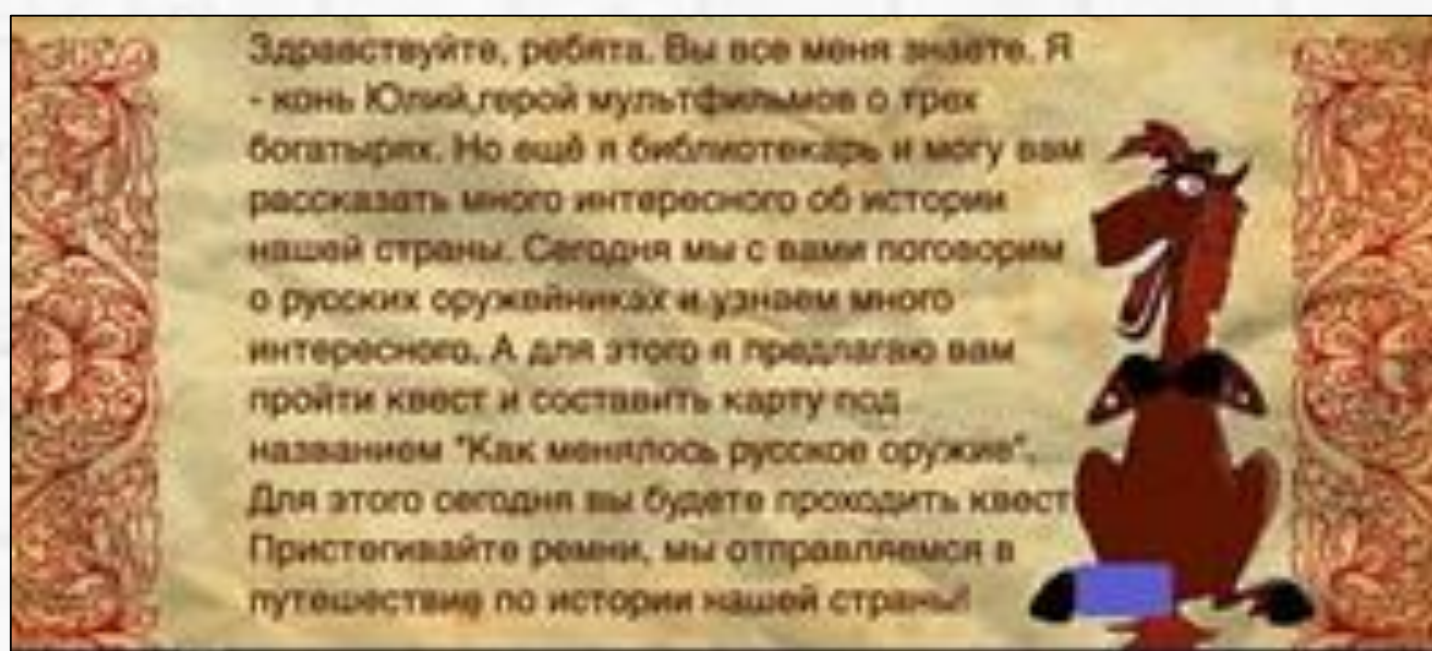 Здравствуйте, ребята. Вы все меня знаете. Я
- конь Юлий,герой мультфильмов о трех
богатырях. Но ещё я библиотекарь и могу вам
рассказать много интересного об истории
нашей страны. Сегодня мы с вами поговорим
о русских оружейниках и узнаем много
интересного. А для этого я предлагаю вам
пройти квест и составить карту под
названием "Как менялось русское оружие".
Для этого сегодня вы будете проходить квест
Пристегивайте ремни, мы отправляемся в
путешествие по истории нашей страны!